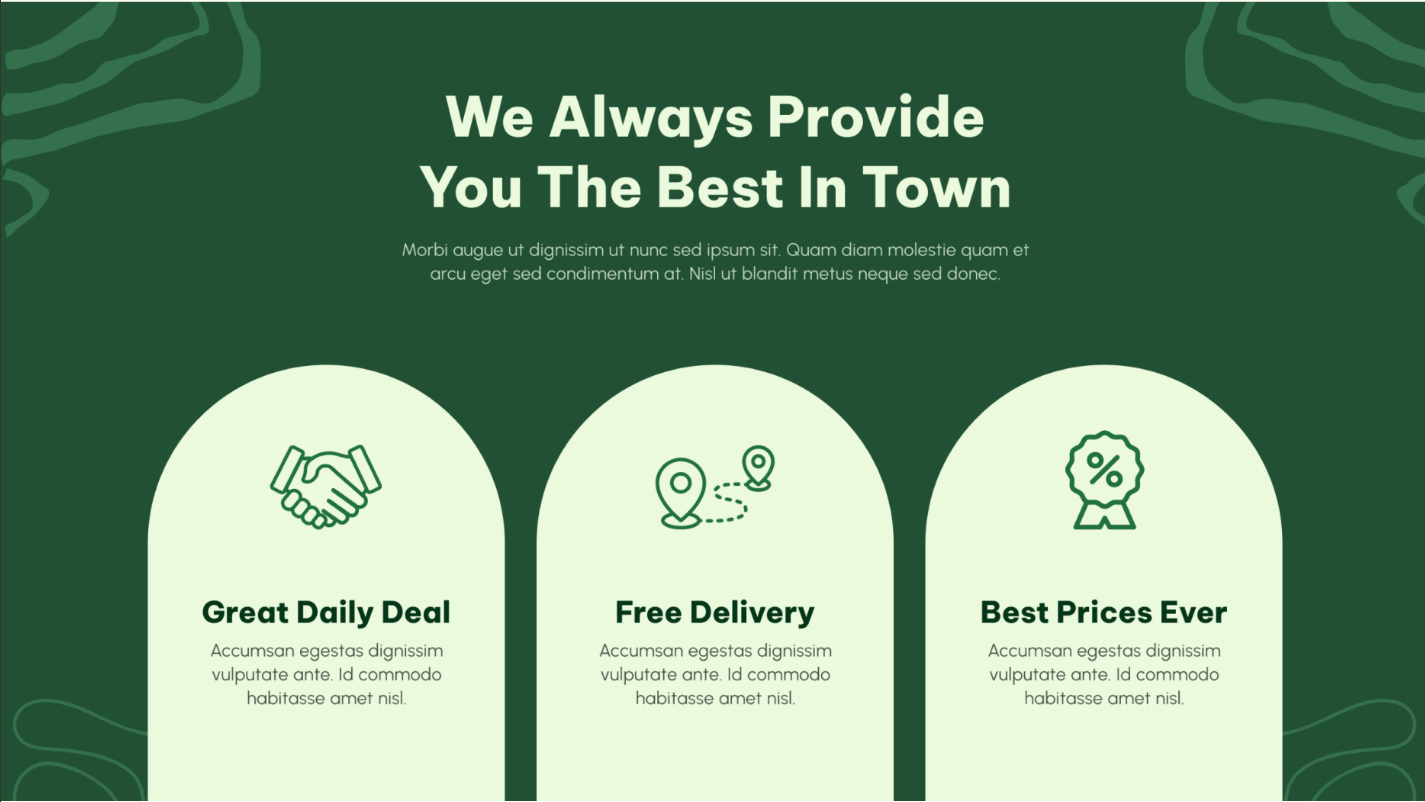 We Always Provide
You The Best In Town
Morbi augue ut dignissim ut nunc sed ipsum sit. Quam diam molestie quam et
arcu eget sed condimentum at. Nisl ut blandit metus neque sed donec.
Great Daily Deal
Accumsan egestas dignissim
vulputate ante. Id commodo
habitasse amet nisl.
Free Delivery
Accumsan egestas dignissim
vulputate ante. Id commodo
habitasse amet nisl.
%
Best Prices Ever
Accumsan egestas dignissim
vulputate ante. Id commodo
habitasse amet nisl.